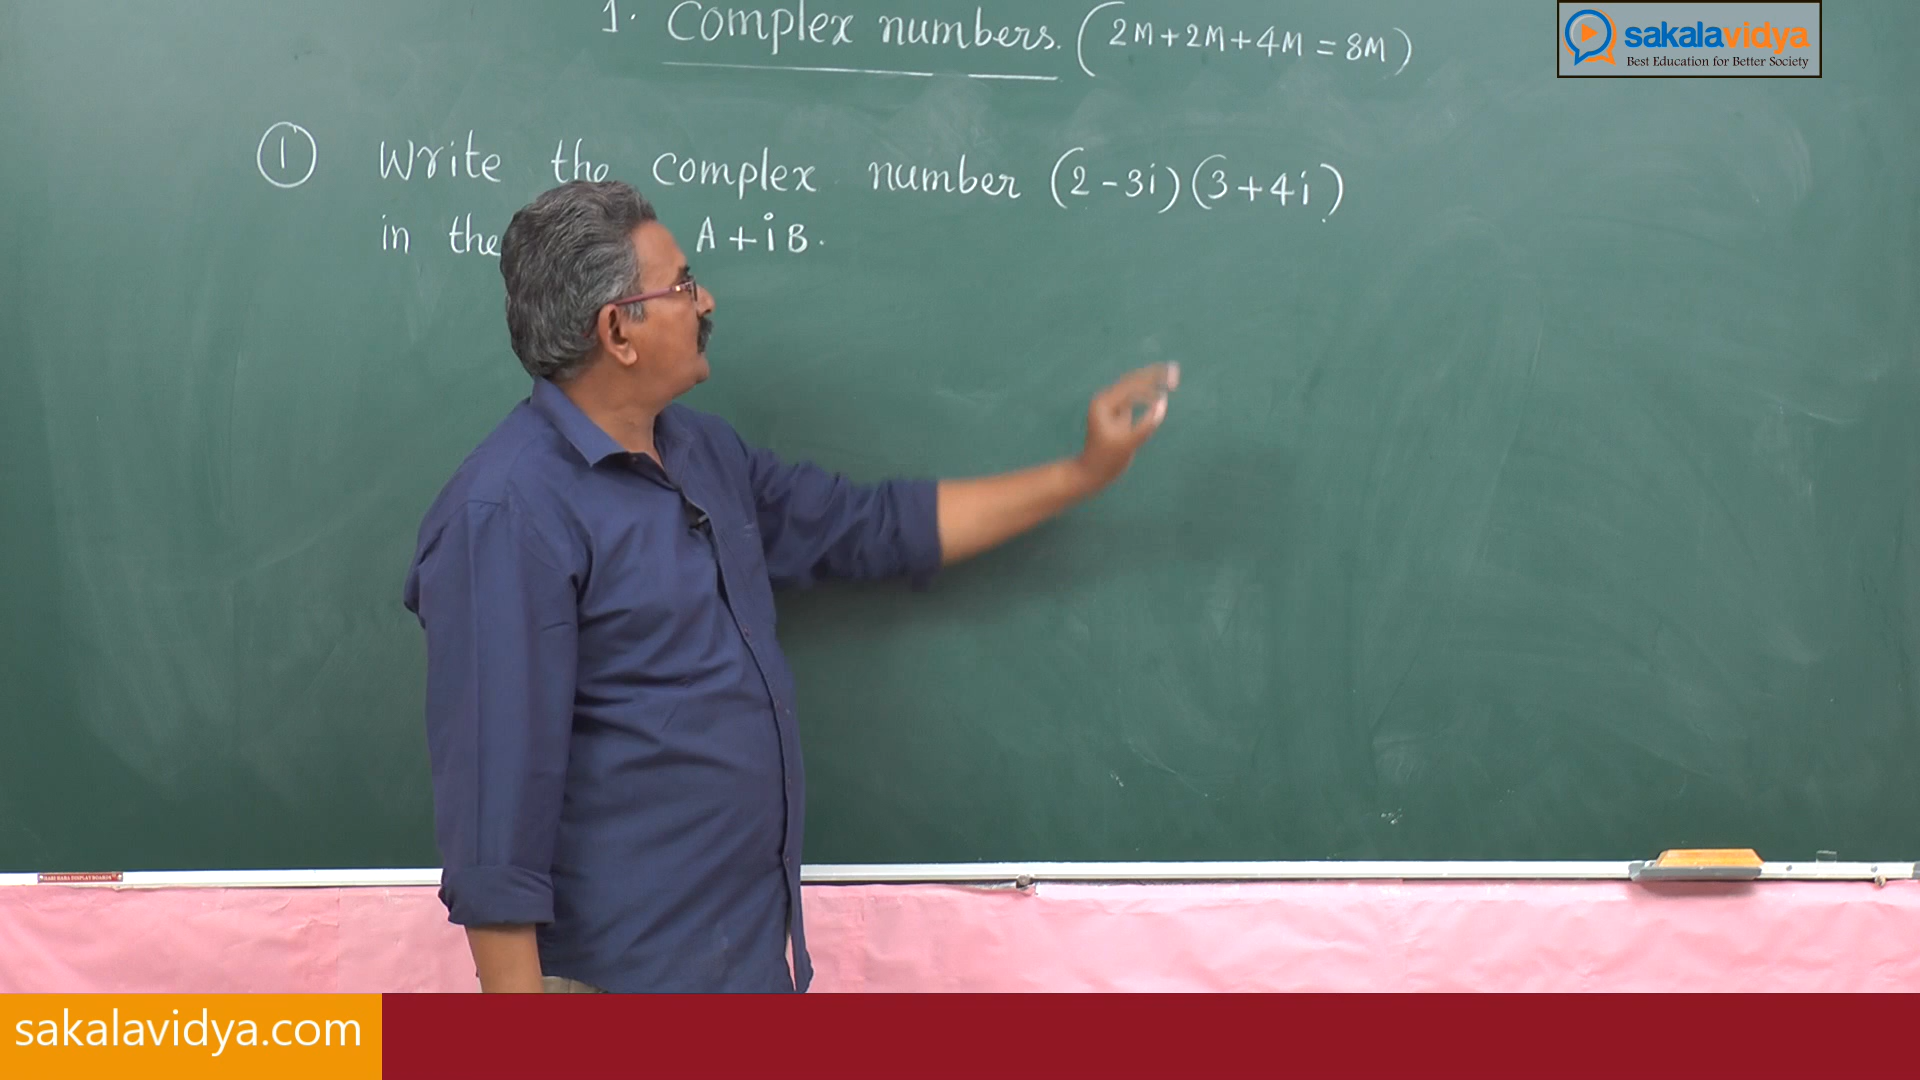 1. Complex numbers. (2M+2M+4M = 8M)
sakalavidya
Best Education for Better Society
① Write the complex number (2-3i)(3+4i)
in the A+iB.
sakalavidya.com